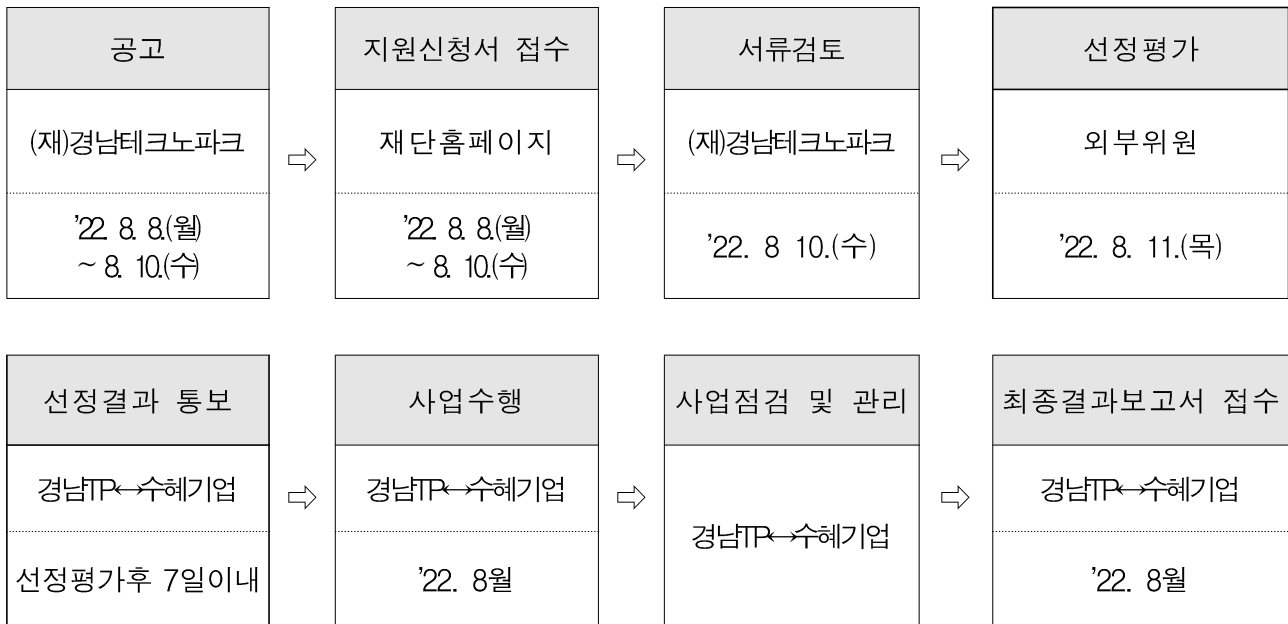 공고
지원신청서 접수
서류검토
선정평가
(재)경남테크노파크
재단홈페이지
(재)경남테크노파크
외부위원
⇨
⇨
⇨
'22. 8. 8.(월)
~ 8. 10.(수)
'22. 8. 8.(월)
~ 8. 10.(수)
'22. 8 10.(수)
'22. 8. 11.(목)
선정결과 통보
사업수행
사업점검 및 관리
최종결과보고서 접수
경남TP↔수혜기업
경남TP↔수혜기업
경남TP↔수혜기업
경남TP↔수혜기업
⇨
⇨
⇨
선정평가후 7일이내
'22. 8월
'22. 8월